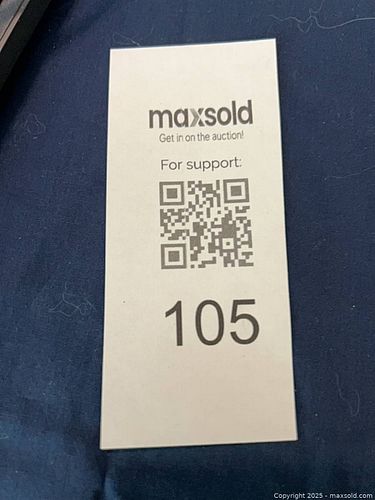 maxsold
Get in on the auction!
For support:
105
Copyright 2025 - maxsold.com